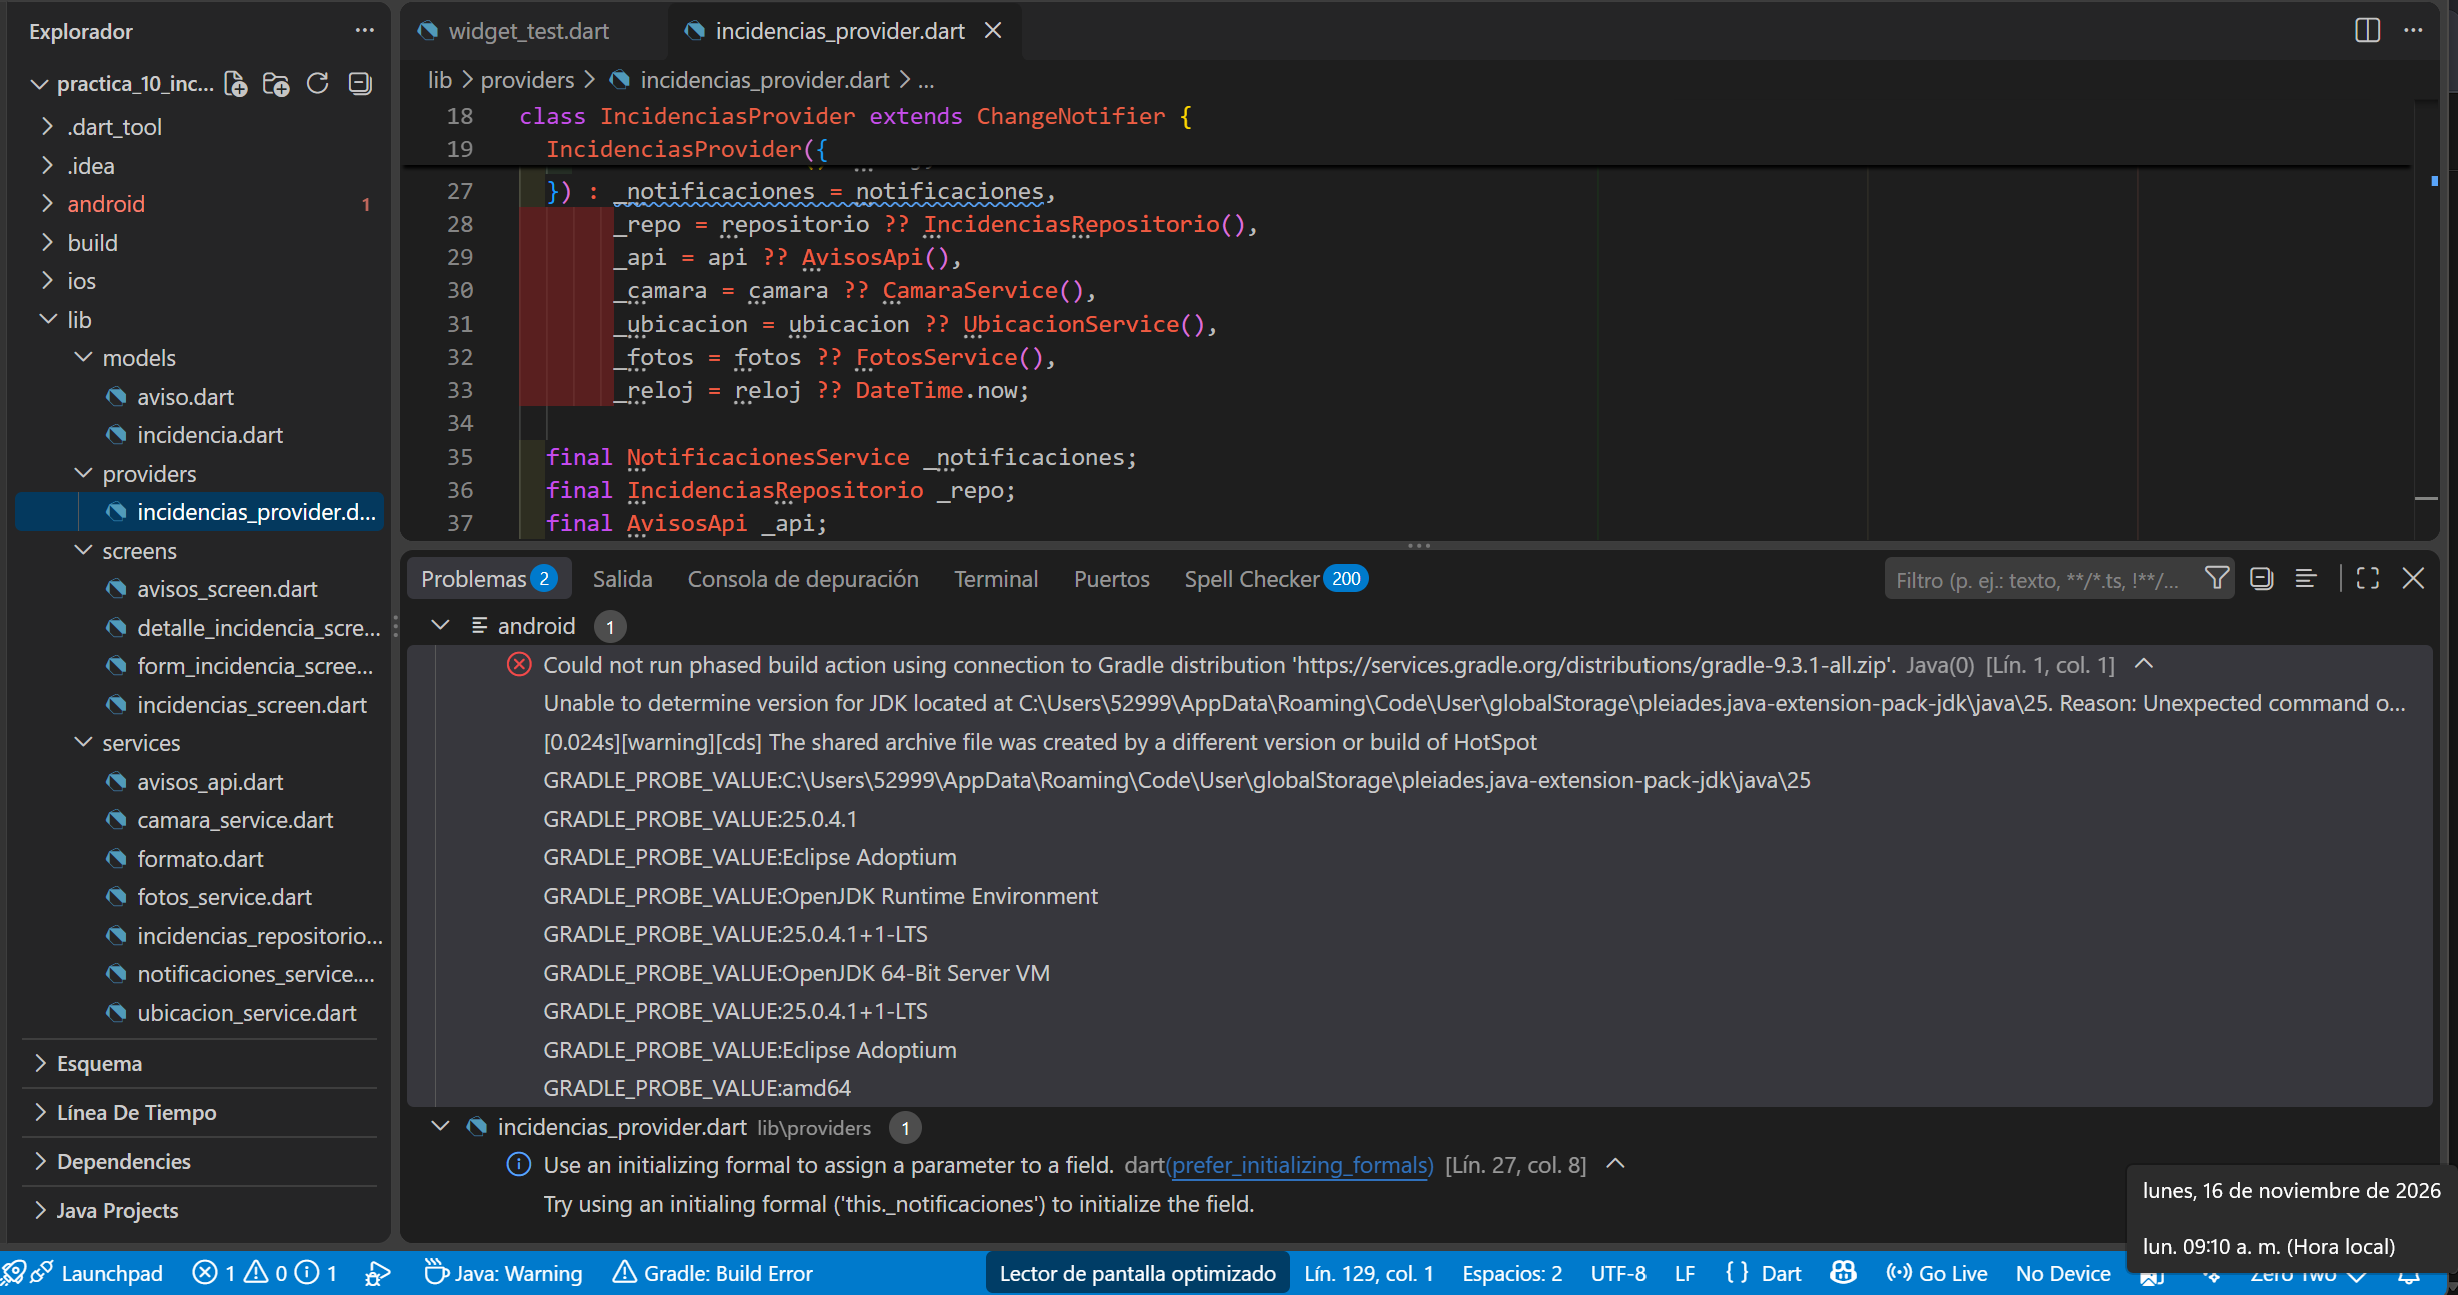 Explorador
practica_10_inc...
.dart_tool
.idea
android 1
build
ios
lib
models
aviso.dart
incidencia.dart
providers
incidencias_provider.d...
screens
avisos_screen.dart
detalle_incidencia_scre...
form_incidencia_scree...
incidencias_screen.dart
services
avisos_api.dart
camara_service.dart
formato.dart
fotos_service.dart
incidencias_repositorio...
notificaciones_service....
ubicacion_service.dart
Esquema
Línea De Tiempo
Dependencies
Java Projects
widget_test.dart
incidencias_provider.dart
lib > providers > incidencias_provider.dart > ...
18 class IncidenciasProvider extends ChangeNotifier {
19 IncidenciasProvider({
27 }) : _notificaciones = notificaciones,
28 _repo = repositorio ?? IncidenciasRepositorio(),
29 _api = api ?? AvisosApi(),
30 _camara = camara ?? CamaraService(),
31 _ubicacion = ubicacion ?? UbicacionService(),
32 _fotos = fotos ?? FotosService(),
33 _reloj = reloj ?? DateTime.now;
34
35 final NotificacionesService _notificaciones;
36 final IncidenciasRepositorio _repo;
37 final AvisosApi _api;
Problemas 2 Salida Consola de depuración Terminal Puertos Spell Checker 200
Filtro (p. ej.: texto, **/*.ts, !**/...
android 1
Could not run phased build action using connection to Gradle distribution 'https://services.gradle.org/distributions/gradle-9.3.1-all.zip'. Java(0) [Lín. 1, col. 1]
Unable to determine version for JDK located at C:\Users\52999\AppData\Roaming\Code\User\globalStorage\pleiades.java-extension-pack-jdk\java\25. Reason: Unexpected command o...
[0.024s][warning][cds] The shared archive file was created by a different version or build of HotSpot
GRADLE_PROBE_VALUE:C:\Users\52999\AppData\Roaming\Code\User\globalStorage\pleiades.java-extension-pack-jdk\java\25
GRADLE_PROBE_VALUE:25.0.4.1
GRADLE_PROBE_VALUE:Eclipse Adoptium
GRADLE_PROBE_VALUE:OpenJDK Runtime Environment
GRADLE_PROBE_VALUE:25.0.4.1+1-LTS
GRADLE_PROBE_VALUE:OpenJDK 64-Bit Server VM
GRADLE_PROBE_VALUE:25.0.4.1+1-LTS
GRADLE_PROBE_VALUE:Eclipse Adoptium
GRADLE_PROBE_VALUE:amd64
incidencias_provider.dart lib\providers 1
Use an initializing formal to assign a parameter to a field. dart(prefer_initializing_formals) [Lín. 27, col. 8]
Try using an initialing formal ('this._notificaciones') to initialize the field.
lunes, 16 de noviembre de 2026
lun. 09:10 a. m. (Hora local)
Launchpad 1 0 1 Java: Warning Gradle: Build Error Lector de pantalla optimizado Lín. 129, col. 1 Espacios: 2 UTF-8 LF {} Dart Go Live No Device Zero Two